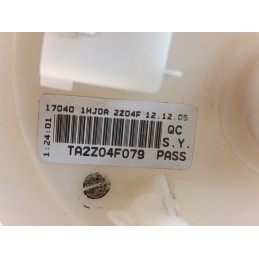 17040 1HJ0A 2Z04F 12.12.05
1:24:01
QC
S.Y.
TA2Z04F079 PASS